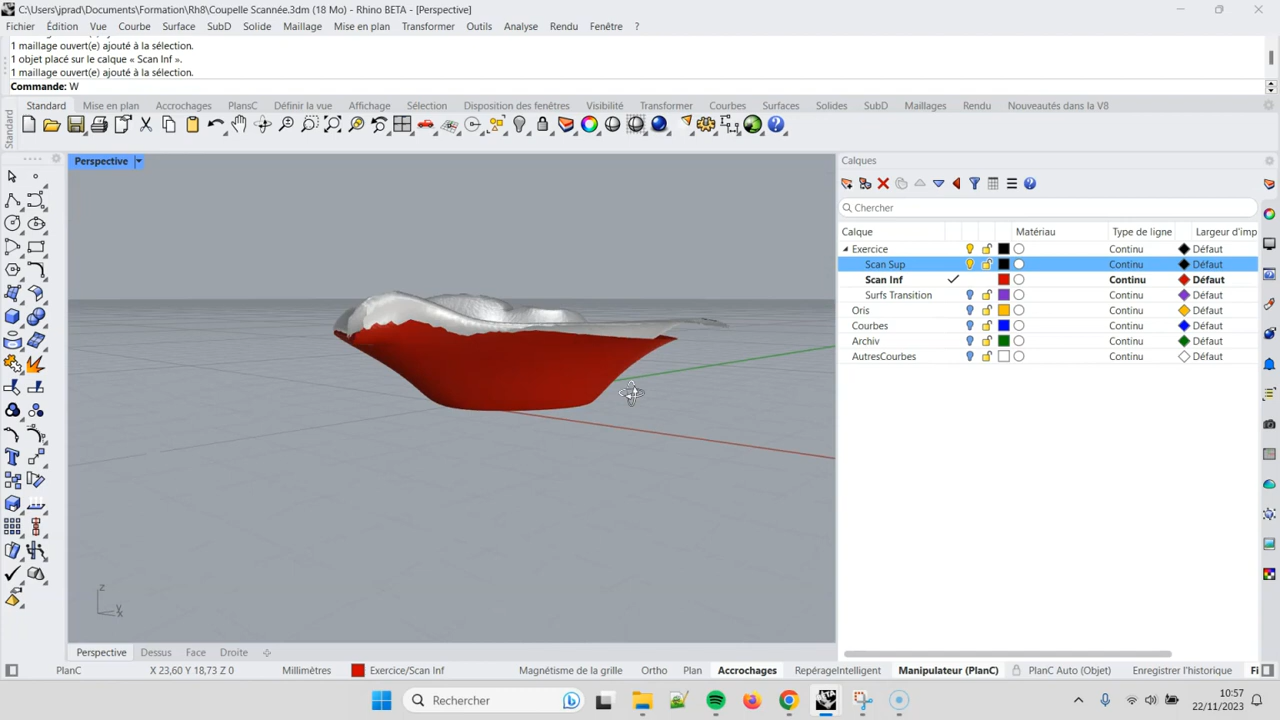 C:\Users\jprad\Documents\Formation\Rh8\Coupelle Scannée.3dm (18 Mo) - Rhino BETA - [Perspective]
Fichier Édition Vue Courbe Surface SubD Solide Maillage Mise en plan Transformer Outils Analyse Rendu Fenêtre ?
1 maillage ouvert(e) ajouté à la sélection.
1 objet placé sur le calque « Scan Inf ».
1 maillage ouvert(e) ajouté à la sélection.
Commande: W
Standard Mise en plan Accrochages PlansC Définir la vue Affichage Sélection Disposition des fenêtres Visibilité Transformer Courbes Surfaces Solides SubD Maillages Rendu Nouveautés dans la V8
Standard
Perspective
Calques
Chercher
Calque Matériau Type de ligne Largeur d'imp
Exercice Continu Défaut
Scan Sup Continu Défaut
Scan Inf Continu Défaut
Surfs Transition Continu Défaut
Oris Continu Défaut
Courbes Continu Défaut
Archiv Continu Défaut
AutresCourbes Continu Défaut
z
y
x
Perspective Dessus Face Droite
PlanC X 23,60 Y 18,73 Z 0 Millimètres Exercice/Scan Inf Magnétisme de la grille Ortho Plan Accrochages RepérageIntelligent Manipulateur (PlanC) PlanC Auto (Objet) Enregistrer l'historique Fi
Rechercher
10:57
22/11/2023